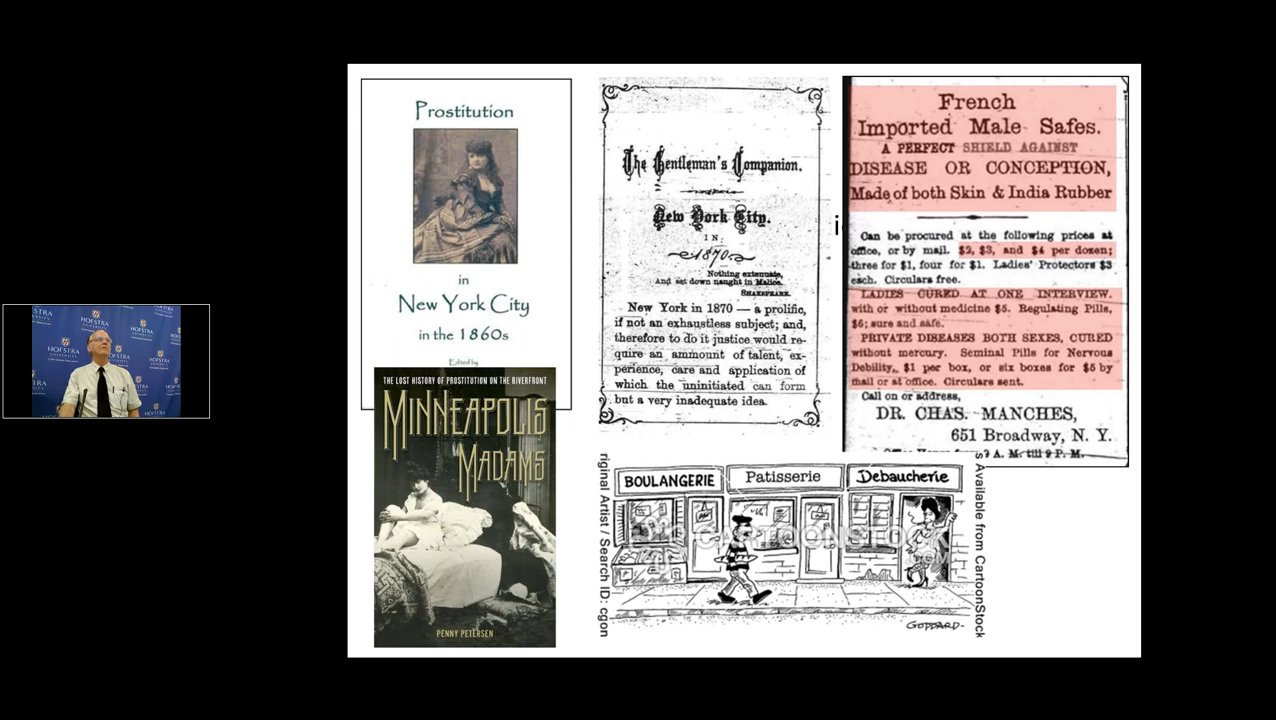 HOFSTRA
UNIVERSITY
Prostitution
in
New York City
in the 1860s
Edited by
THE LOST HISTORY OF PROSTITUTION ON THE RIVERFRONT
MINNEAPOLIS
MADAMS
PENNY PETERSEN
The Gentleman's Companion.
New York City.
IN
1870
Nothing extenuate,
And set down naught in Malice.
SHAKSPEARE.
New York in 1870 — a prolific,
if not an exhaustless subject; and,
therefore to do it justice would re-
quire an ammount of talent, ex-
perience, care and application of
which the uninitiated can form
but a very inadequate idea.
i
French
Imported Male Safes.
A PERFECT SHIELD AGAINST
DISEASE OR CONCEPTION,
Made of both Skin & India Rubber
Can be procured at the following prices at
office, or by mail. $2, $3, and $4 per dozen;
three for $1, four for $1. Ladies' Protectors $3
each. Circulars free.
LADIES CURED AT ONE INTERVIEW.
with or without medicine $5. Regulating Pills,
$6; sure and safe.
PRIVATE DISEASES BOTH SEXES, CURED
without mercury. Seminal Pills for Nervous
Debility, $1 per box, or six boxes for $5 by
mail or at office. Circulars sent.
Call on or address,
DR. CHAS. MANCHES,
651 Broadway, N. Y.
A. M. till 9 P. M.
BOULANGERIE
Patisserie
Debaucherie
CARTOONSTOCK
GODDARD-
riginal Artist / Search ID: cgon
s Available from CartoonStock